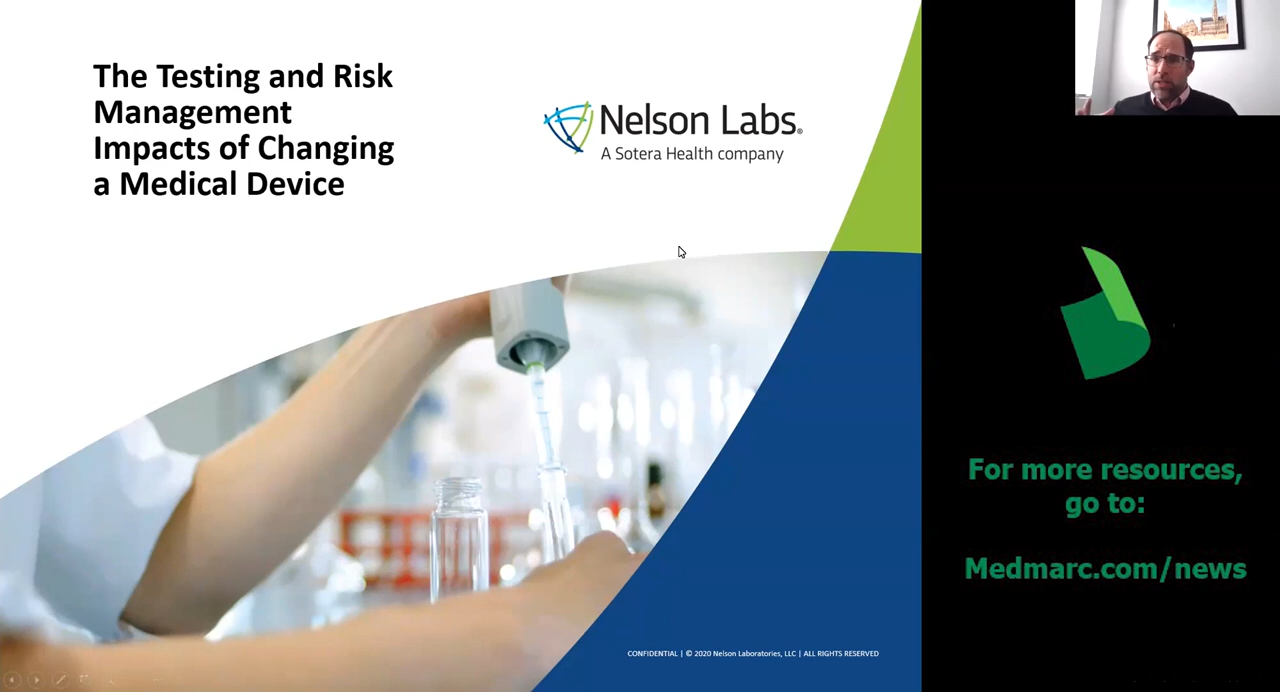 The Testing and Risk
Management
Impacts of Changing
a Medical Device
Nelson Labs®
A Sotera Health company
For more resources,
go to:
Medmarc.com/news
CONFIDENTIAL | © 2020 Nelson Laboratories, LLC | ALL RIGHTS RESERVED